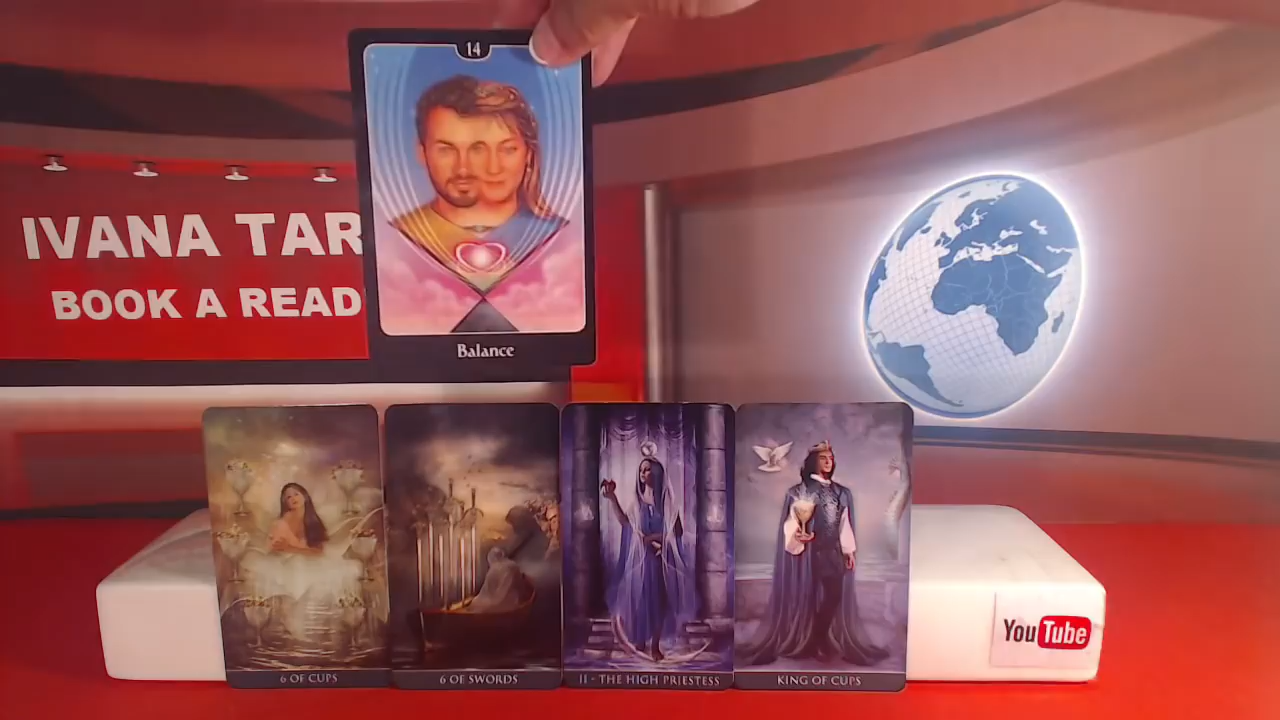 14
IVANA TAR
BOOK A READ
Balance
6 OF CUPS
6 OF SWORDS
II - THE HIGH PRIESTESS
KING OF CUPS
YouTube